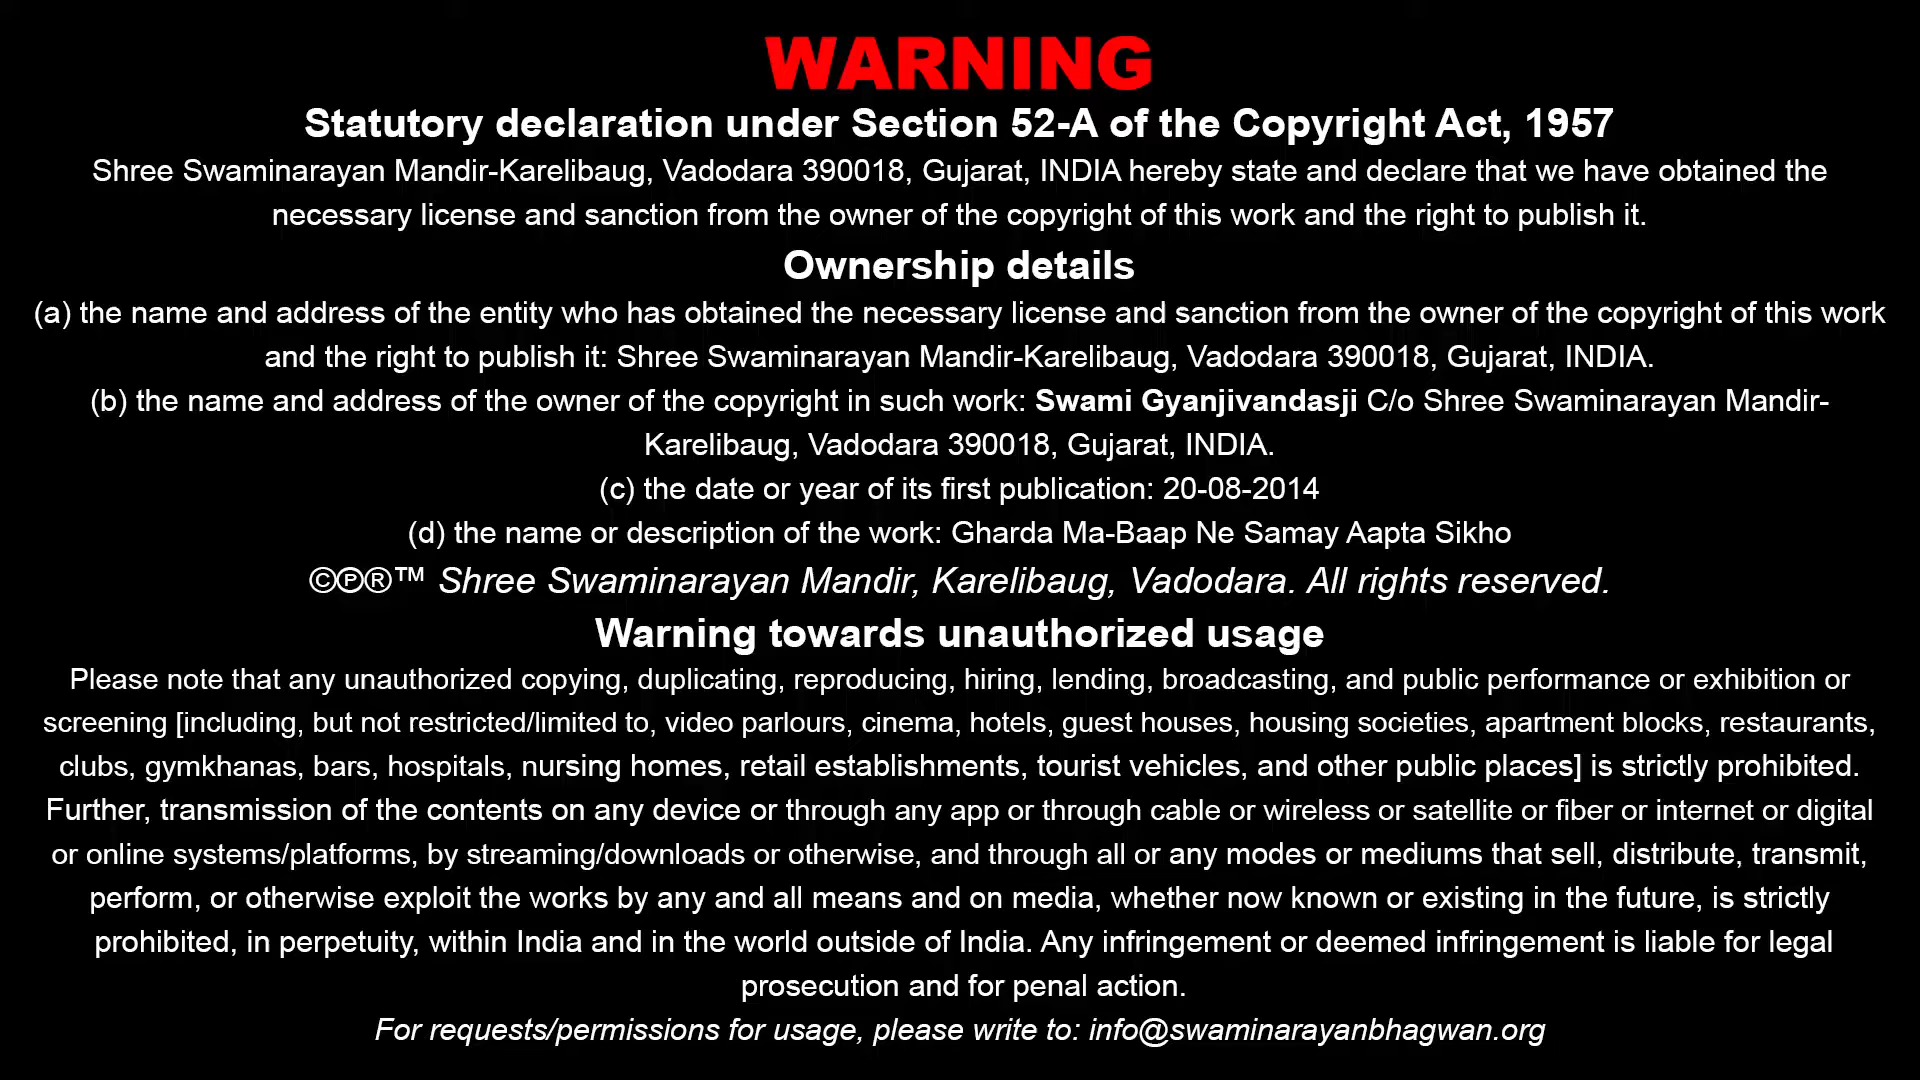 WARNING
Statutory declaration under Section 52-A of the Copyright Act, 1957
Shree Swaminarayan Mandir-Karelibaug, Vadodara 390018, Gujarat, INDIA hereby state and declare that we have obtained the
necessary license and sanction from the owner of the copyright of this work and the right to publish it.
Ownership details
(a) the name and address of the entity who has obtained the necessary license and sanction from the owner of the copyright of this work
and the right to publish it: Shree Swaminarayan Mandir-Karelibaug, Vadodara 390018, Gujarat, INDIA.
(b) the name and address of the owner of the copyright in such work: Swami Gyanjivandasji C/o Shree Swaminarayan Mandir-
Karelibaug, Vadodara 390018, Gujarat, INDIA.
(c) the date or year of its first publication: 20-08-2014
(d) the name or description of the work: Gharda Ma-Baap Ne Samay Aapta Sikho
©℗®™ Shree Swaminarayan Mandir, Karelibaug, Vadodara. All rights reserved.
Warning towards unauthorized usage
Please note that any unauthorized copying, duplicating, reproducing, hiring, lending, broadcasting, and public performance or exhibition or
screening [including, but not restricted/limited to, video parlours, cinema, hotels, guest houses, housing societies, apartment blocks, restaurants,
clubs, gymkhanas, bars, hospitals, nursing homes, retail establishments, tourist vehicles, and other public places] is strictly prohibited.
Further, transmission of the contents on any device or through any app or through cable or wireless or satellite or fiber or internet or digital
or online systems/platforms, by streaming/downloads or otherwise, and through all or any modes or mediums that sell, distribute, transmit,
perform, or otherwise exploit the works by any and all means and on media, whether now known or existing in the future, is strictly
prohibited, in perpetuity, within India and in the world outside of India. Any infringement or deemed infringement is liable for legal
prosecution and for penal action.
For requests/permissions for usage, please write to: info@swaminarayanbhagwan.org